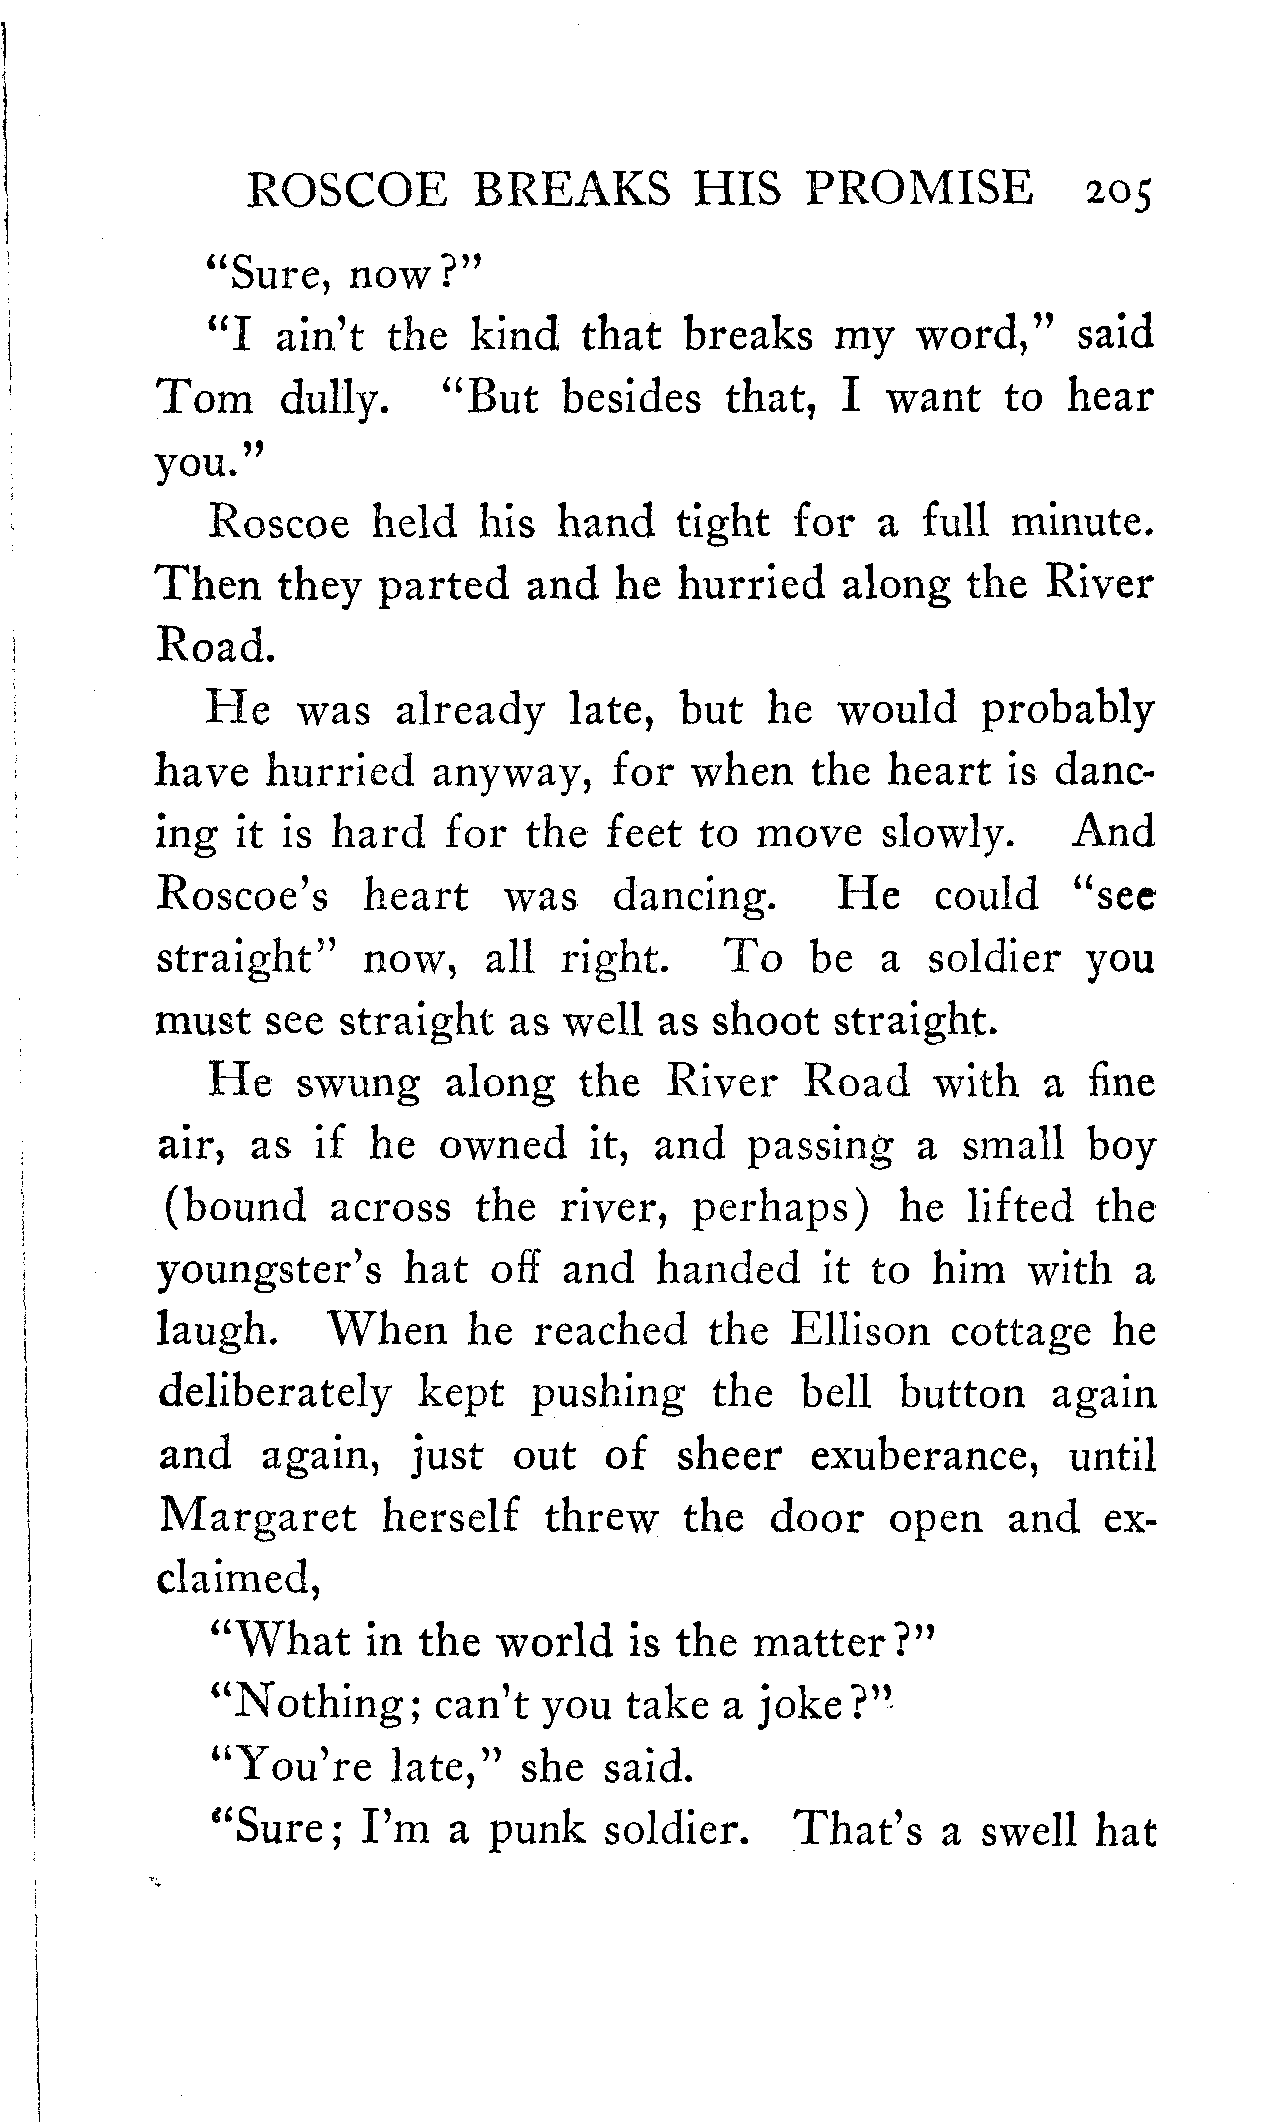 ROSCOE BREAKS HIS PROMISE 205
"Sure, now?"
"I ain't the kind that breaks my word," said
Tom dully. "But besides that, I want to hear
you."
Roscoe held his hand tight for a full minute.
Then they parted and he hurried along the River
Road.
He was already late, but he would probably
have hurried anyway, for when the heart is danc-
ing it is hard for the feet to move slowly. And
Roscoe's heart was dancing. He could "see
straight" now, all right. To be a soldier you
must see straight as well as shoot straight.
He swung along the River Road with a fine
air, as if he owned it, and passing a small boy
(bound across the river, perhaps) he lifted the
youngster's hat off and handed it to him with a
laugh. When he reached the Ellison cottage he
deliberately kept pushing the bell button again
and again, just out of sheer exuberance, until
Margaret herself threw the door open and ex-
claimed,
"What in the world is the matter?"
"Nothing; can't you take a joke?"
"You're late," she said.
"Sure; I'm a punk soldier. That's a swell hat